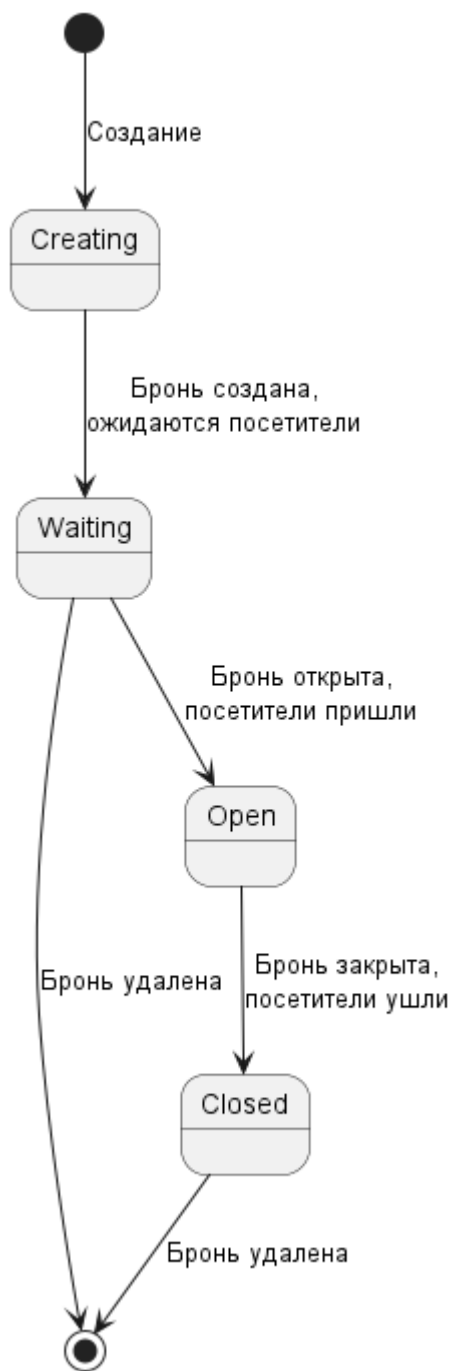 Создание
Creating
Бронь создана,
ожидаются посетители
Waiting
Бронь открыта,
посетители пришли
Open
Бронь удалена
Бронь закрыта,
посетители ушли
Closed
Бронь удалена